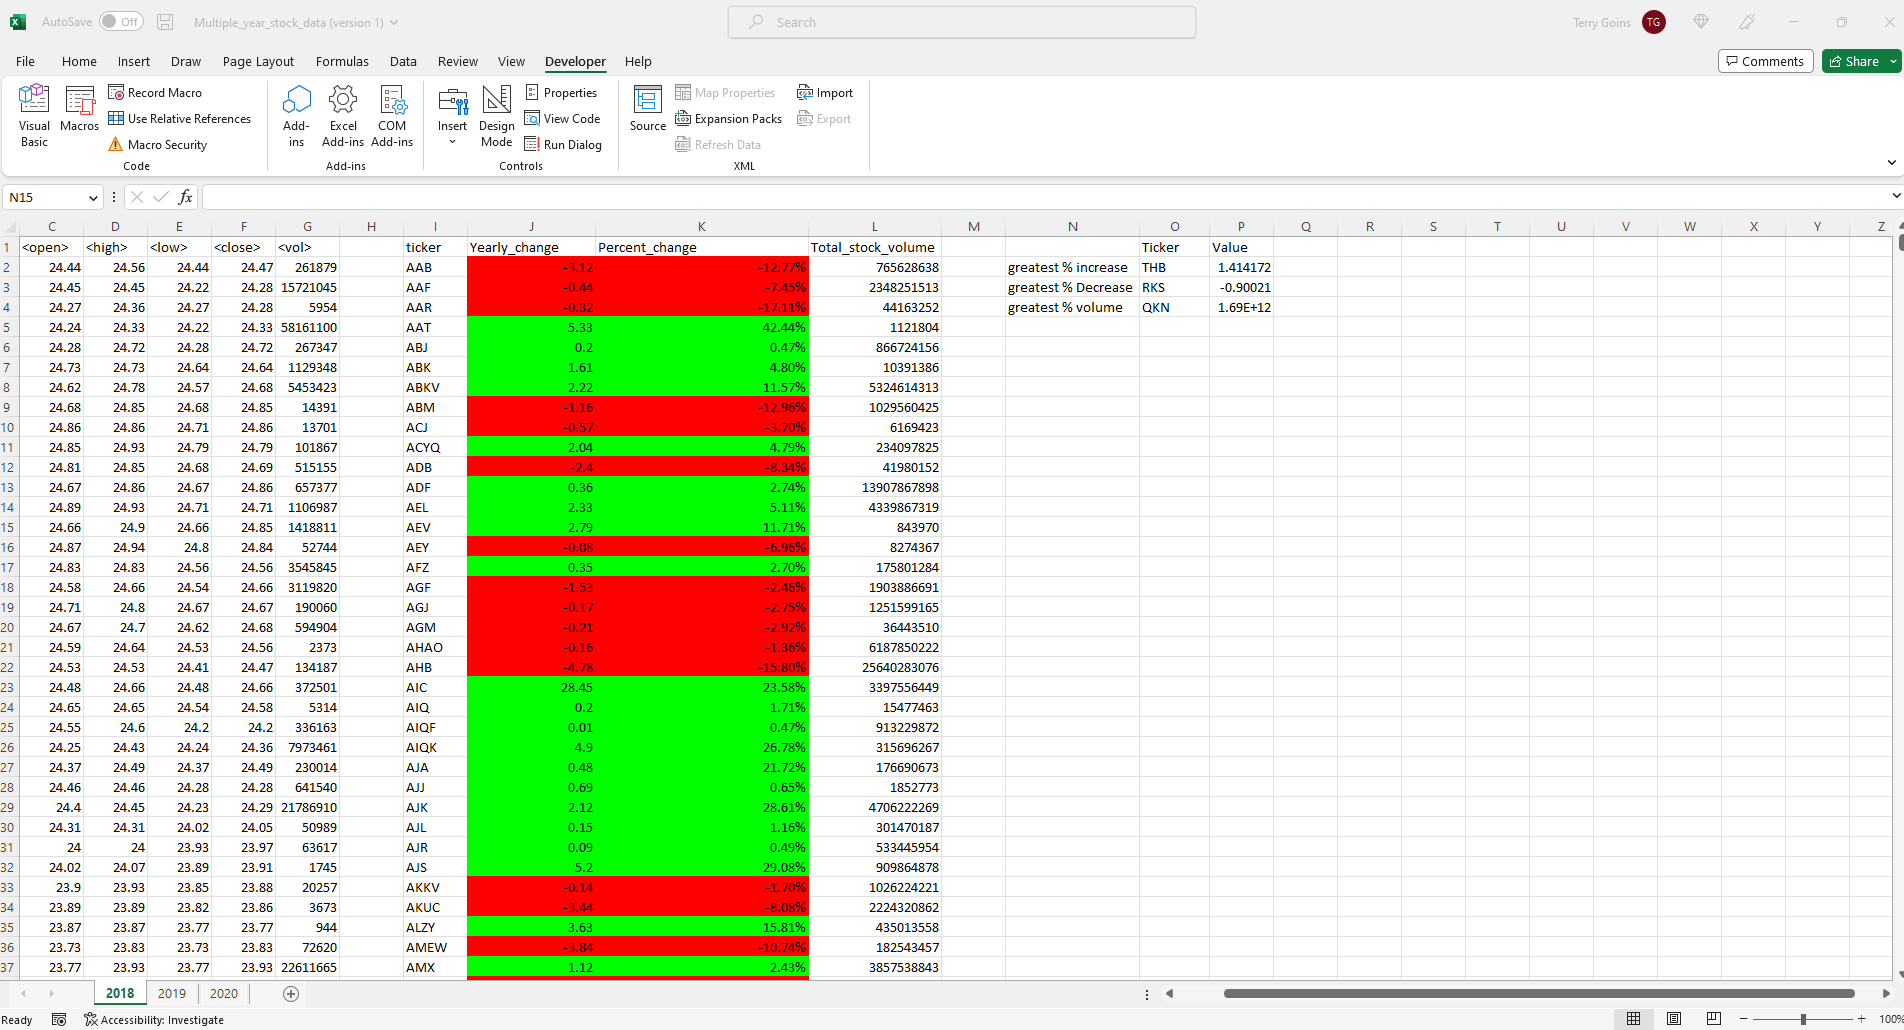 AutoSave Off Multiple_year_stock_data (version 1) Search Terry Goins TG
File Home Insert Draw Page Layout Formulas Data Review View Developer Help Comments Share
Visual Basic
Macros
Record Macro
Use Relative References
Macro Security
Code
Add-ins
Excel Add-ins
COM Add-ins
Add-ins
Insert
Design Mode
Properties
View Code
Run Dialog
Controls
Source
Map Properties
Expansion Packs
Refresh Data
Import
Export
XML
N15 fx
C D E F G H I J K L M N O P Q R S T U V W X Y Z
1 <open> <high> <low> <close> <vol> ticker Yearly_change Percent_change Total_stock_volume Ticker Value
2 24.44 24.56 24.44 24.47 261879 AAB -3.12 -12.77% 765628638 greatest % increase THB 1.414172
3 24.45 24.45 24.22 24.28 15721045 AAF -0.44 -7.45% 2348251513 greatest % Decrease RKS -0.90021
4 24.27 24.36 24.27 24.28 5954 AAR -0.32 -17.11% 44163252 greatest % volume QKN 1.69E+12
5 24.24 24.33 24.22 24.33 58161100 AAT 5.33 42.44% 1121804
6 24.28 24.72 24.28 24.72 267347 ABJ 0.2 0.47% 866724156
7 24.73 24.73 24.64 24.64 1129348 ABK 1.61 4.80% 10391386
8 24.62 24.78 24.57 24.68 5453423 ABKV 2.22 11.57% 5324614313
9 24.68 24.85 24.68 24.85 14391 ABM -1.16 -12.96% 1029560425
10 24.86 24.86 24.71 24.86 13701 ACJ -0.57 -3.70% 6169423
11 24.85 24.93 24.79 24.79 101867 ACYQ 2.04 4.79% 234097825
12 24.81 24.85 24.68 24.69 515155 ADB -2.4 -8.34% 41980152
13 24.67 24.86 24.67 24.86 657377 ADF 0.36 2.74% 13907867898
14 24.89 24.93 24.71 24.71 1106987 AEL 2.33 5.11% 4339867319
15 24.66 24.9 24.66 24.85 1418811 AEV 2.79 11.71% 843970
16 24.87 24.94 24.8 24.84 52744 AEY -0.08 -6.96% 8274367
17 24.83 24.83 24.56 24.56 3545845 AFZ 0.35 2.70% 175801284
18 24.58 24.66 24.54 24.66 3119820 AGF -1.53 -2.46% 1903886691
19 24.71 24.8 24.67 24.67 190060 AGJ -0.17 -2.75% 1251599165
20 24.67 24.7 24.62 24.68 594904 AGM -0.21 -2.92% 36443510
21 24.59 24.64 24.53 24.56 2373 AHAO -0.16 -1.36% 6187850222
22 24.53 24.53 24.41 24.47 134187 AHB -4.78 -15.80% 25640283076
23 24.48 24.66 24.48 24.66 372501 AIC 28.45 23.58% 3397556449
24 24.65 24.65 24.54 24.58 5314 AIQ 0.2 1.71% 15477463
25 24.55 24.6 24.2 24.2 336163 AIQF 0.01 0.47% 913229872
26 24.25 24.43 24.24 24.36 7973461 AIQK 4.9 26.78% 315696267
27 24.37 24.49 24.37 24.49 230014 AJA 0.48 21.72% 176690673
28 24.46 24.46 24.28 24.28 641540 AJJ 0.69 0.65% 1852773
29 24.4 24.45 24.23 24.29 21786910 AJK 2.12 28.61% 4706222269
30 24.31 24.31 24.02 24.05 50989 AJL 0.15 1.16% 301470187
31 24 24 23.93 23.97 63617 AJR 0.09 0.49% 533445954
32 24.02 24.07 23.89 23.91 1745 AJS 5.2 29.08% 909864878
33 23.9 23.93 23.85 23.88 20257 AKKV -0.14 -1.70% 1026224221
34 23.89 23.89 23.82 23.86 3673 AKUC -3.44 -8.08% 2224320862
35 23.87 23.87 23.77 23.77 944 ALZY 3.63 15.81% 435013558
36 23.73 23.83 23.73 23.83 72620 AMEW -3.84 -10.74% 182543457
37 23.77 23.93 23.77 23.93 22611665 AMX 1.12 2.43% 3857538843
2018 2019 2020
Ready Accessibility: Investigate 100%